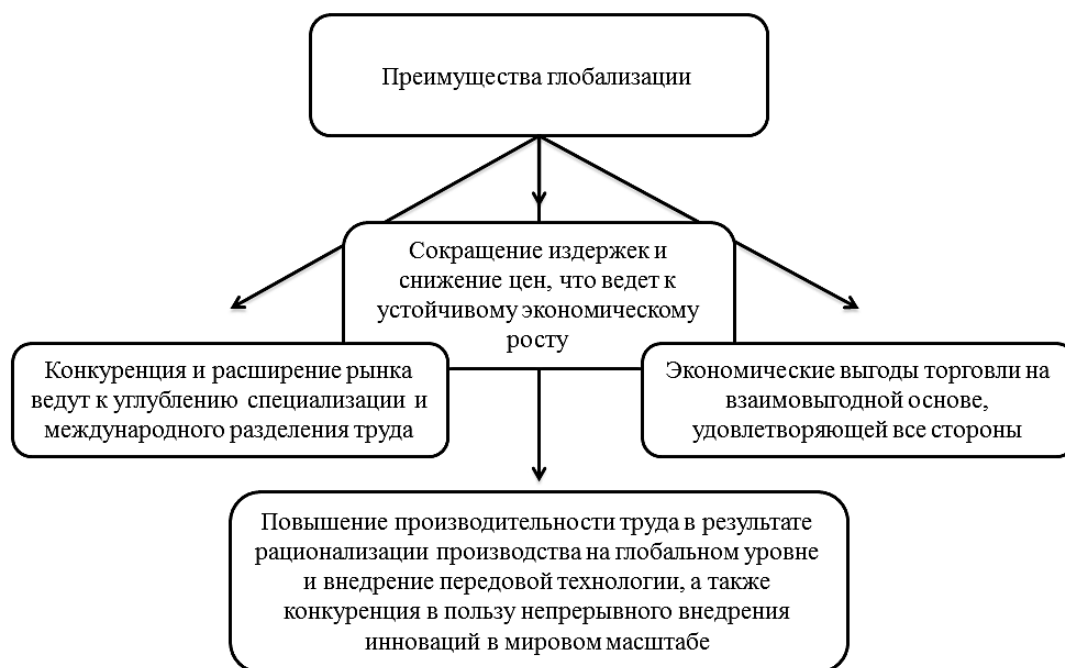 Преимущества глобализации
Сокращение издержек и
снижение цен, что ведет к
устойчивому экономическому
росту
Конкуренция и расширение рынка
ведут к углублению специализации и
международного разделения труда
Экономические выгоды торговли на
взаимовыгодной основе,
удовлетворяющей все стороны
Повышение производительности труда в результате
рационализации производства на глобальном уровне
и внедрение передовой технологии, а также
конкуренция в пользу непрерывного внедрения
инноваций в мировом масштабе